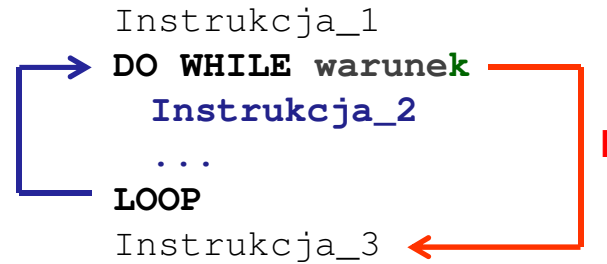 Instrukcja_1
DO WHILE warunek
Instrukcja_2
...
LOOP
Instrukcja_3